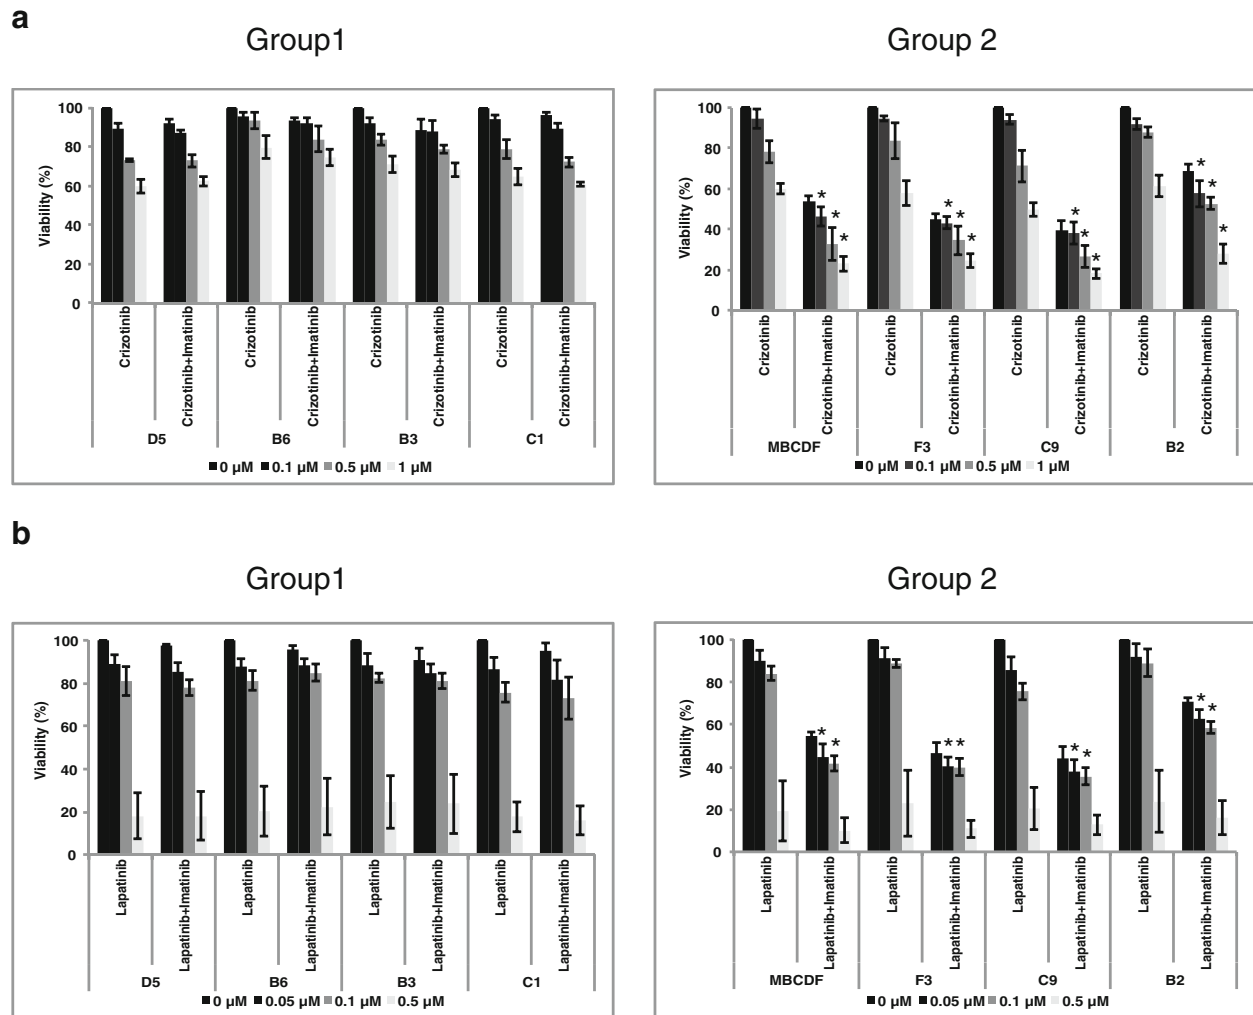 a
Group1
Group 2
Viability (%)
100
80
60
40
20
0
Crizotinib
Crizotinib+Imatinib
Crizotinib
Crizotinib+Imatinib
Crizotinib
Crizotinib+Imatinib
Crizotinib
Crizotinib+Imatinib
D5 B6 B3 C1
0 µM 0.1 µM 0.5 µM 1 µM
Viability (%)
100
80
60
40
20
0
* * *
* * *
* * *
* * *
Crizotinib
Crizotinib+Imatinib
Crizotinib
Crizotinib+Imatinib
Crizotinib
Crizotinib+Imatinib
Crizotinib
Crizotinib+Imatinib
MBCDF F3 C9 B2
0 µM 0.1 µM 0.5 µM 1 µM
b
Group1
Group 2
Viability (%)
100
80
60
40
20
0
Lapatinib
Lapatinib+Imatinib
Lapatinib
Lapatinib+Imatinib
Lapatinib
Lapatinib+Imatinib
Lapatinib
Lapatinib+Imatinib
D5 B6 B3 C1
0 µM 0.05 µM 0.1 µM 0.5 µM
Viability (%)
100
80
60
40
20
0
* *
* *
* *
* *
Lapatinib
Lapatinib+Imatinib
Lapatinib
Lapatinib+Imatinib
Lapatinib
Lapatinib+Imatinib
Lapatinib
Lapatinib+Imatinib
MBCDF F3 C9 B2
0 µM 0.05 µM 0.1 µM 0.5 µM